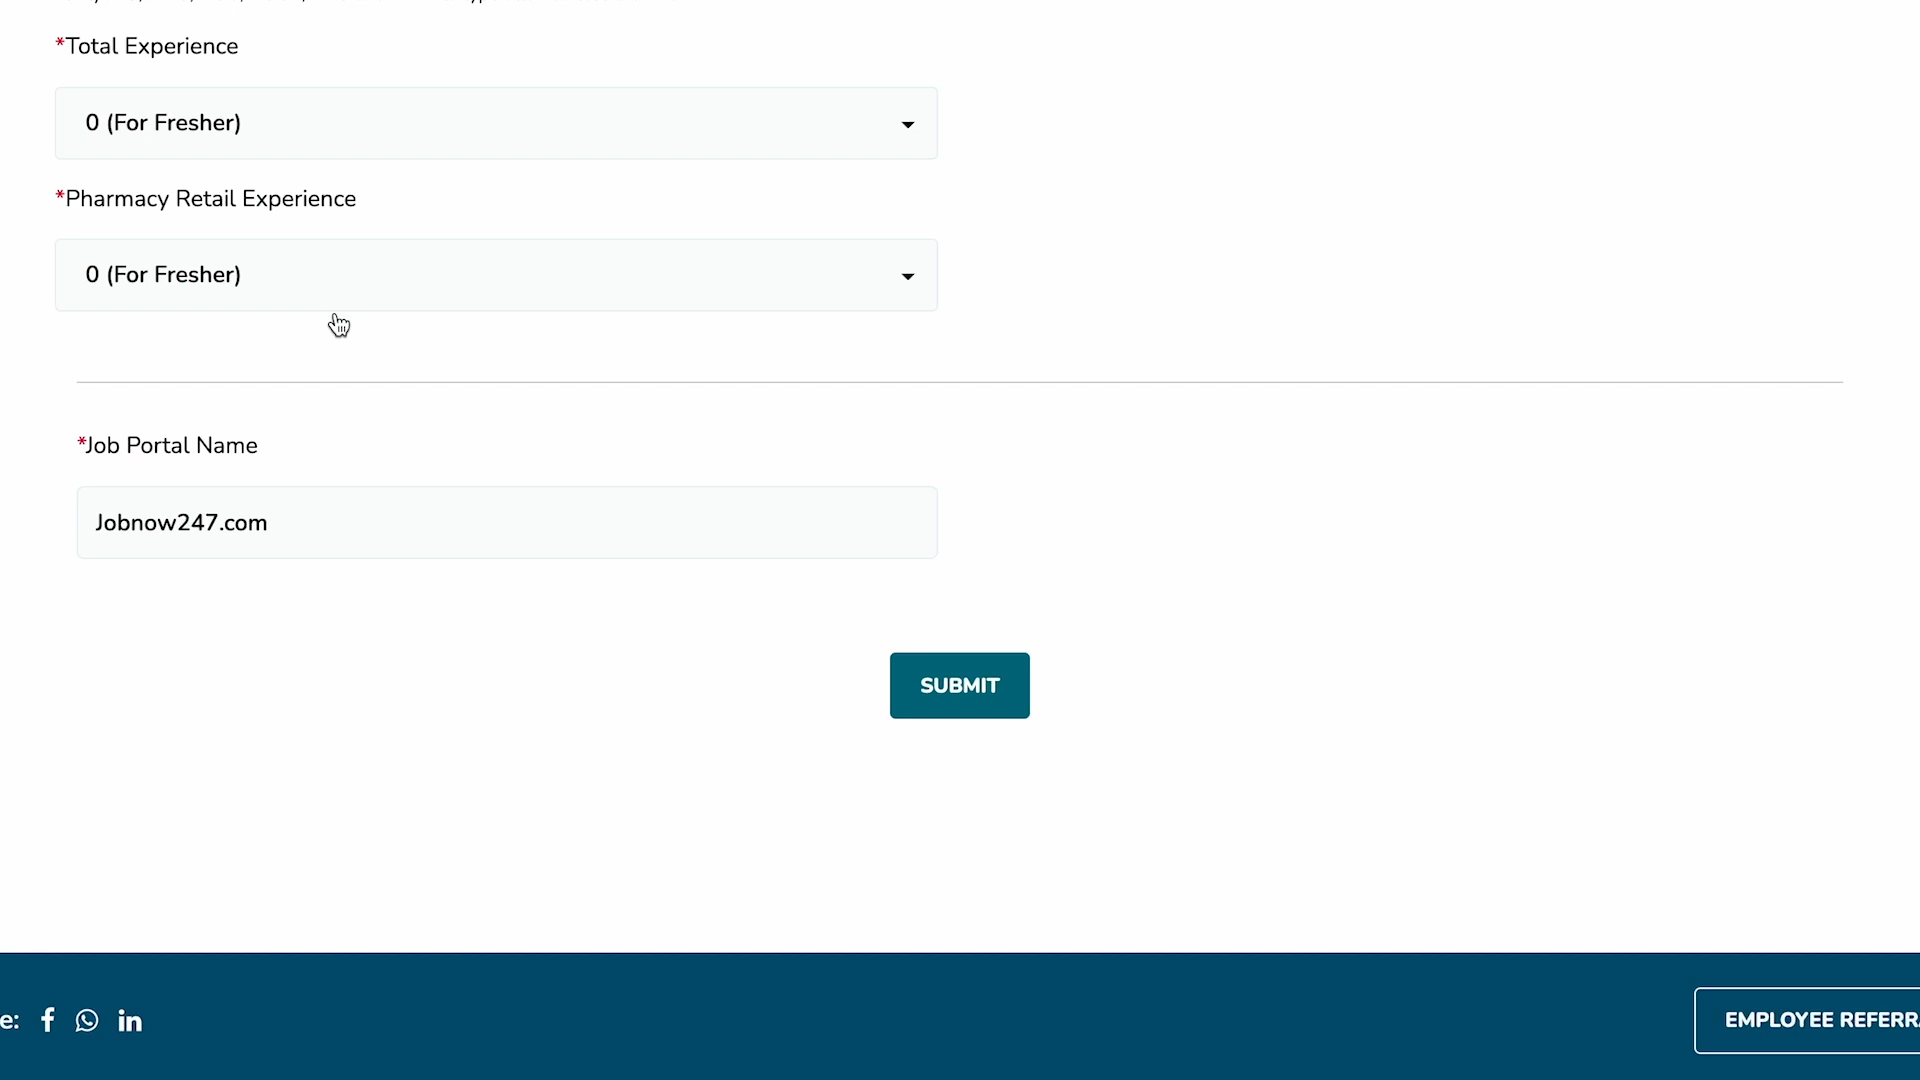 *Total Experience
0 (For Fresher)
*Pharmacy Retail Experience
0 (For Fresher)
*Job Portal Name
Jobnow247.com
SUBMIT
e:
EMPLOYEE REFERR